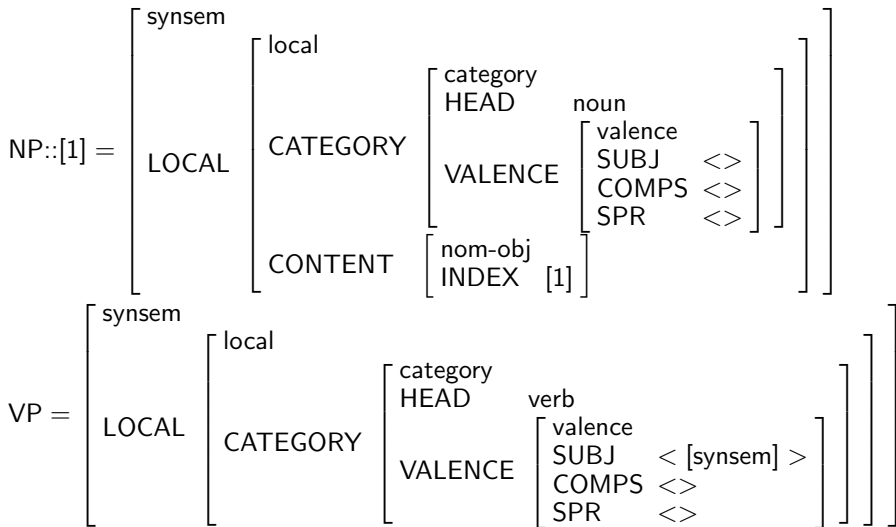 synsem
local
category
HEAD noun
valence
NP::[1] = LOCAL CATEGORY VALENCE SUBJ <>
COMPS <>
SPR <>
CONTENT nom-obj
INDEX [1]
synsem
local
category
HEAD verb
valence
VP = LOCAL CATEGORY VALENCE SUBJ < [synsem] >
COMPS <>
SPR <>